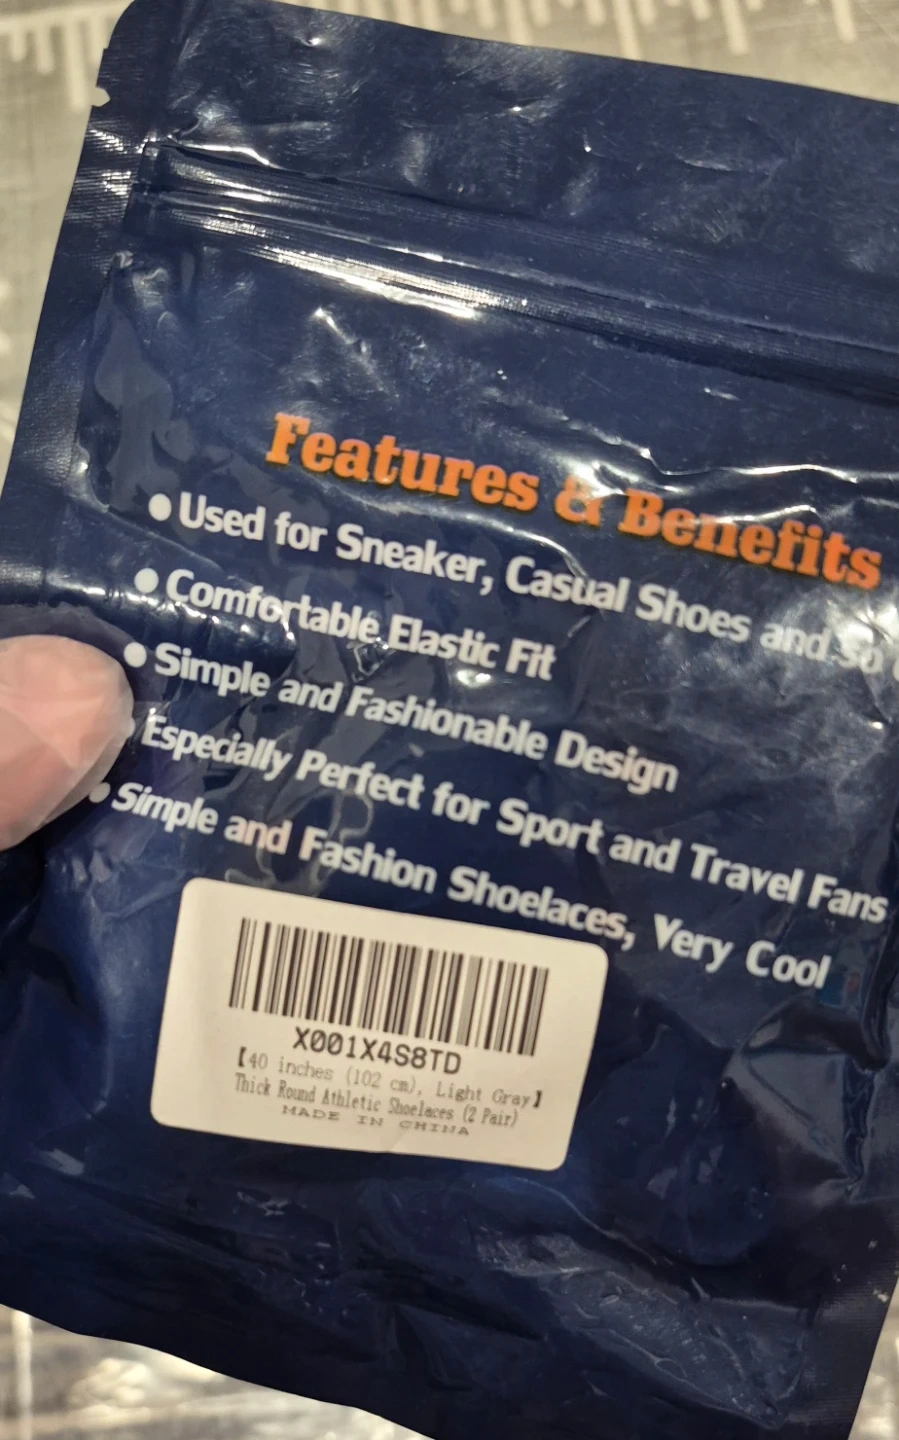 Features & Benefits
●Used for Sneaker, Casual Shoes and So
●Comfortable Elastic Fit
●Simple and Fashionable Design
●Especially Perfect for Sport and Travel Fans
●Simple and Fashion Shoelaces, Very Cool
X001X4S8TD
【40 inches (102 cm), Light Gray】
Thick Round Athletic Shoelaces (2 Pair)
MADE IN CHINA